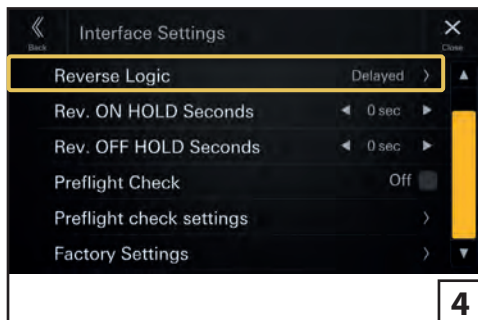 Interface Settings
Back
Close
Reverse Logic Delayed
Rev. ON HOLD Seconds 0 sec
Rev. OFF HOLD Seconds 0 sec
Preflight Check Off
Preflight check settings
Factory Settings
4